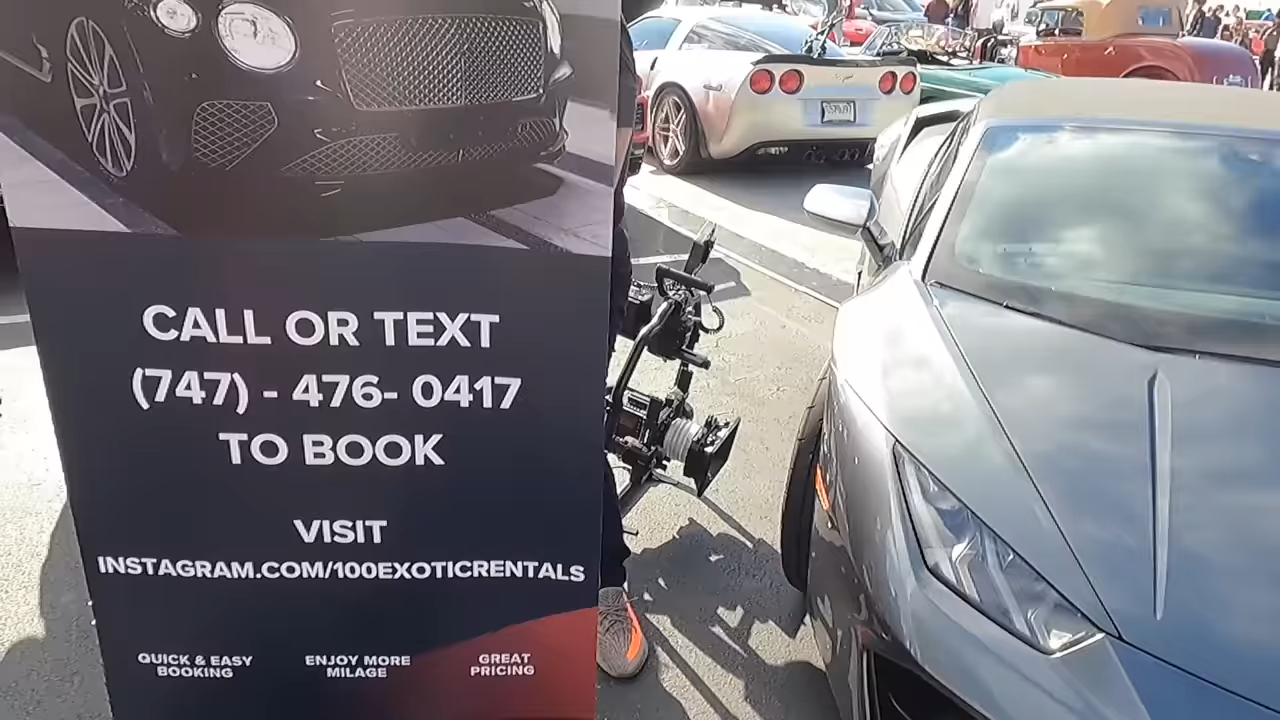 CALL OR TEXT
(747) - 476- 0417
TO BOOK
VISIT
INSTAGRAM.COM/100EXOTICRENTALS
QUICK & EASY
BOOKING
ENJOY MORE
MILAGE
GREAT
PRICING